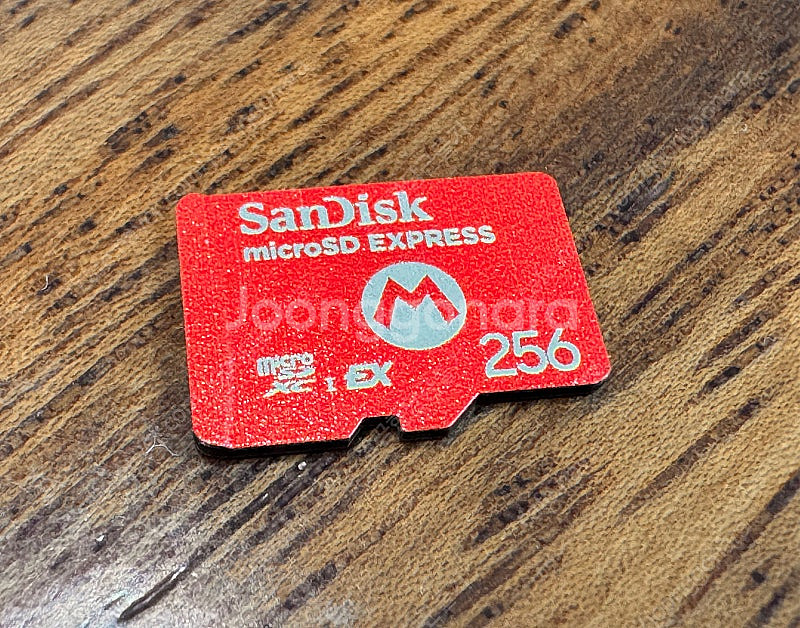 SanDisk
microSD EXPRESS
M
Joonggonara
256
micro
SD
XC I EX